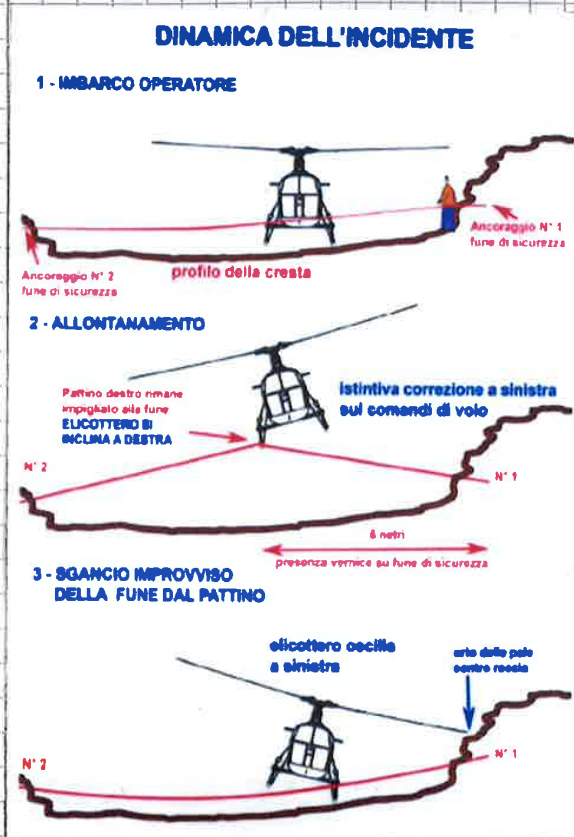 DINAMICA DELL'INCIDENTE
1 - IMBARCO OPERATORE
Ancoraggio N° 1
fune di sicurezza
Ancoraggio N° 2
fune di sicurezza
profilo della cresta
2 - ALLONTANAMENTO
Pattino destro rimane
impigliato alla fune
ELICOTTERO SI
INCLINA A DESTRA
istintiva correzione a sinistra
sui comandi di volo
N° 2
N° 1
6 metri
presenza vernice su fune di sicurezza
3 - SGANCIO IMPROVVISO
DELLA FUNE DAL PATTINO
elicottero oscilla
a sinistra
urto delle pale
contro roccia
N° 2
N° 1